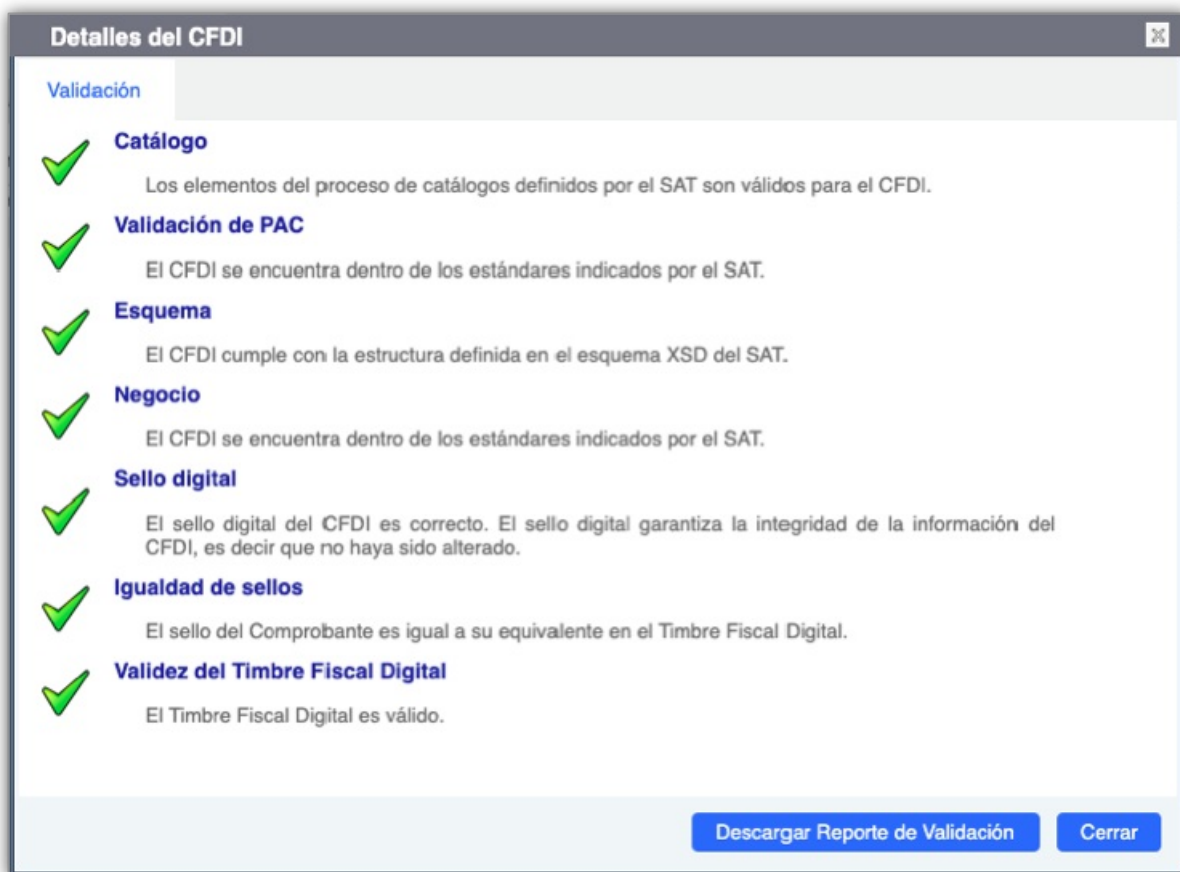 Detalles del CFDI
Validación
Catálogo
Los elementos del proceso de catálogos definidos por el SAT son válidos para el CFDI.
Validación de PAC
El CFDI se encuentra dentro de los estándares indicados por el SAT.
Esquema
El CFDI cumple con la estructura definida en el esquema XSD del SAT.
Negocio
El CFDI se encuentra dentro de los estándares indicados por el SAT.
Sello digital
El sello digital del CFDI es correcto. El sello digital garantiza la integridad de la información del
CFDI, es decir que no haya sido alterado.
Igualdad de sellos
El sello del Comprobante es igual a su equivalente en el Timbre Fiscal Digital.
Validez del Timbre Fiscal Digital
El Timbre Fiscal Digital es válido.
Descargar Reporte de Validación
Cerrar